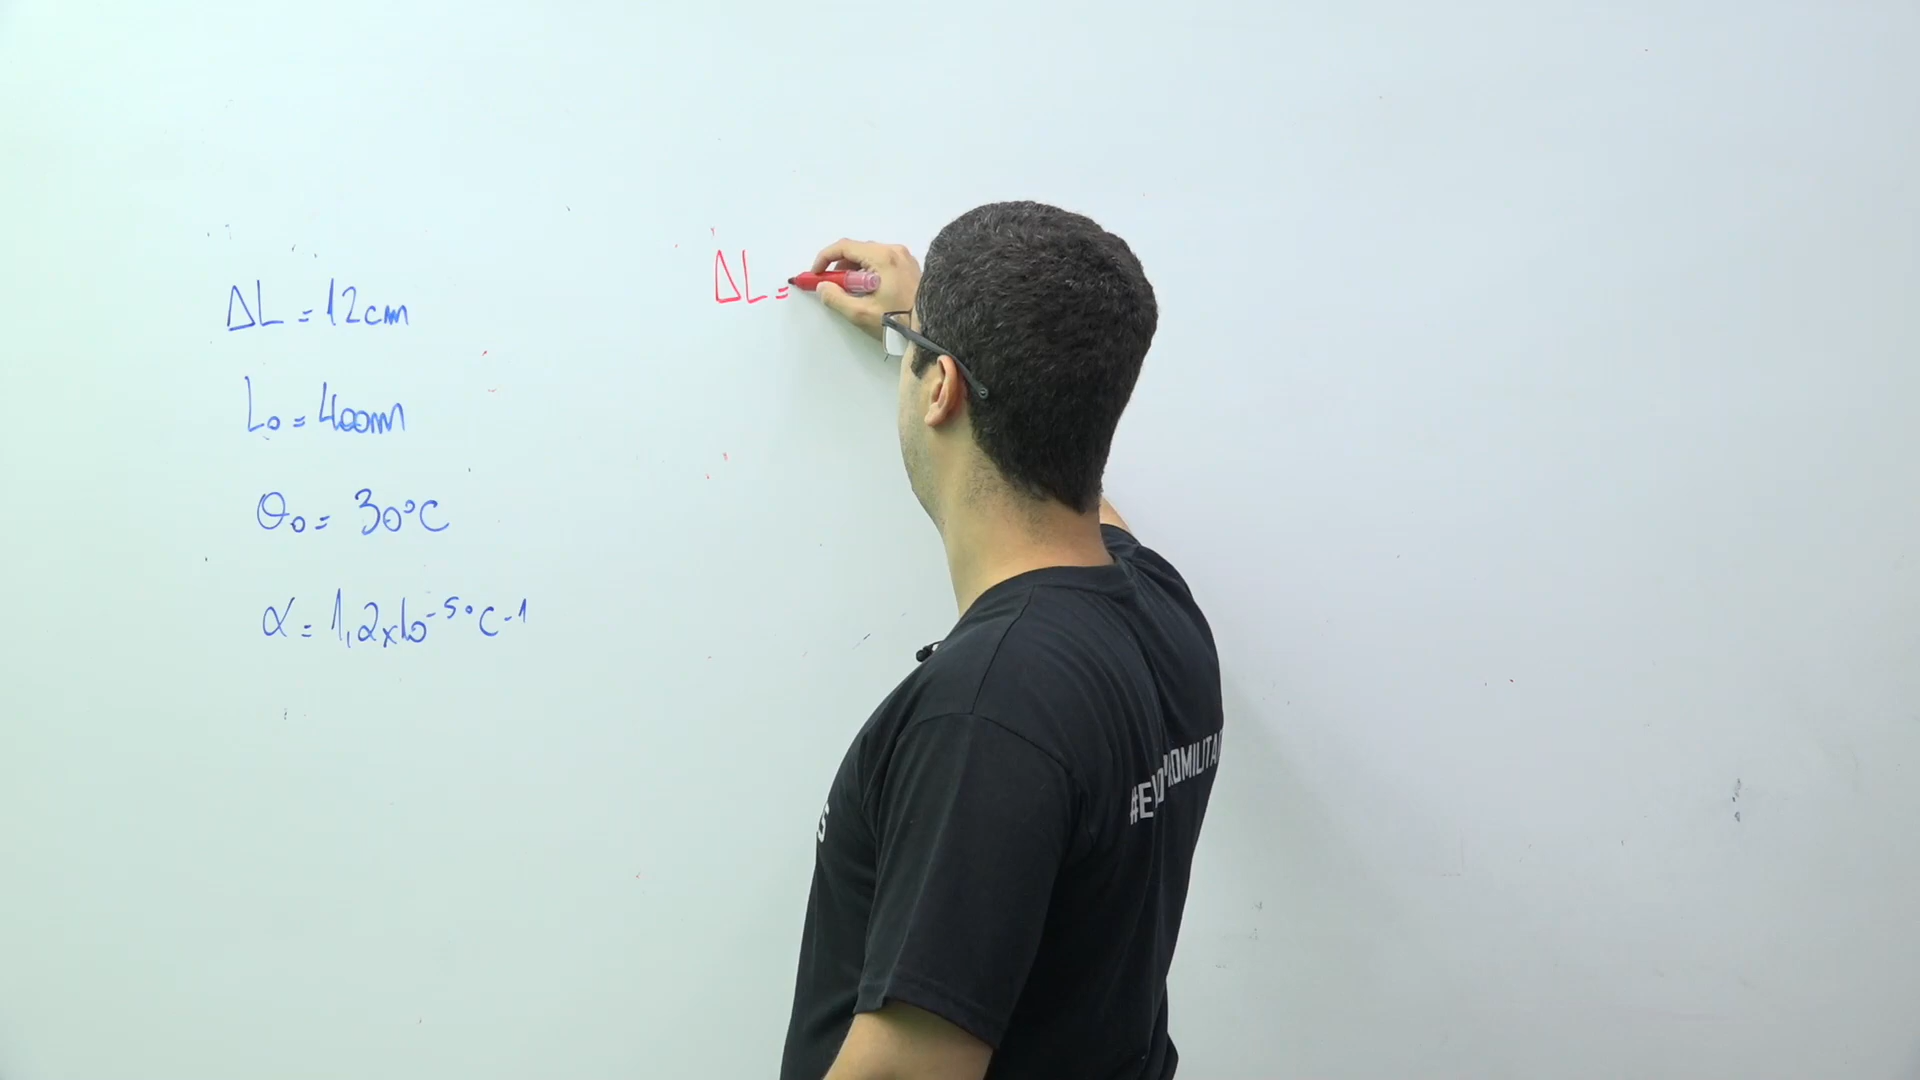 ΔL = 12cm
L₀ = 400m
θ₀ = 30°C
α = 1,2x10⁻⁵°C⁻¹
ΔL =